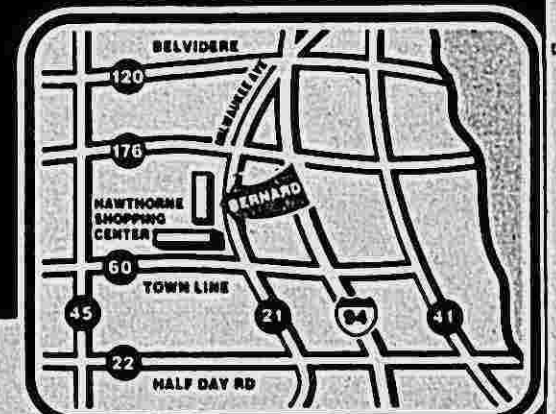 BELVIDERE
120
MILWAUKEE AVE
176
BERNARD
HAWTHORNE
SHOPPING
CENTER
60
TOWN LINE
45
21
94
41
22
HALF DAY RD